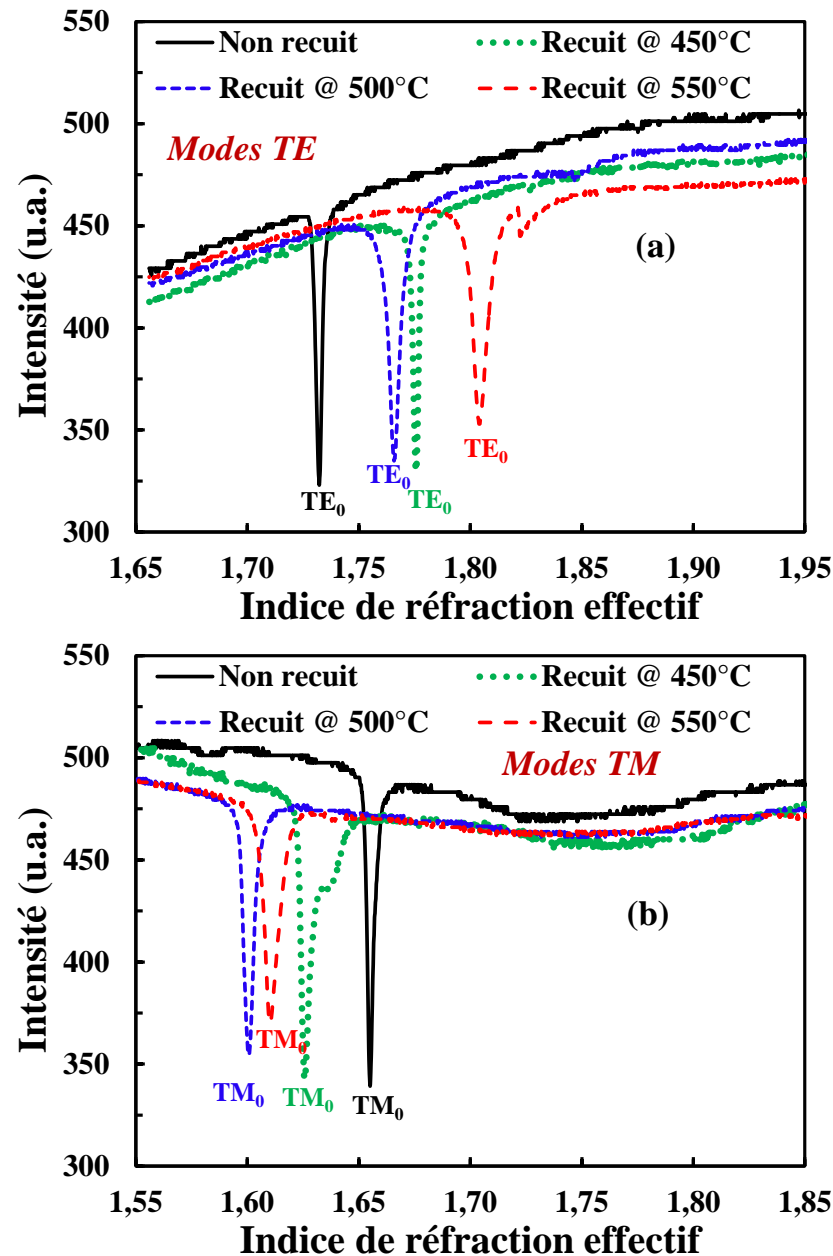 550
Non recuit
Recuit @ 450°C
Recuit @ 500°C
Recuit @ 550°C
500
Modes TE
450
(a)
400
350
TE0
TE0
TE0
TE0
300
1,65
1,70
1,75
1,80
1,85
1,90
1,95
Intensité (u.a.)
Indice de réfraction effectif
550
Non recuit
Recuit @ 450°C
Recuit @ 500°C
Recuit @ 550°C
500
Modes TM
450
(b)
400
350
TM0
TM0
TM0
TM0
300
1,55
1,60
1,65
1,70
1,75
1,80
1,85
Intensité (u.a.)
Indice de réfraction effectif